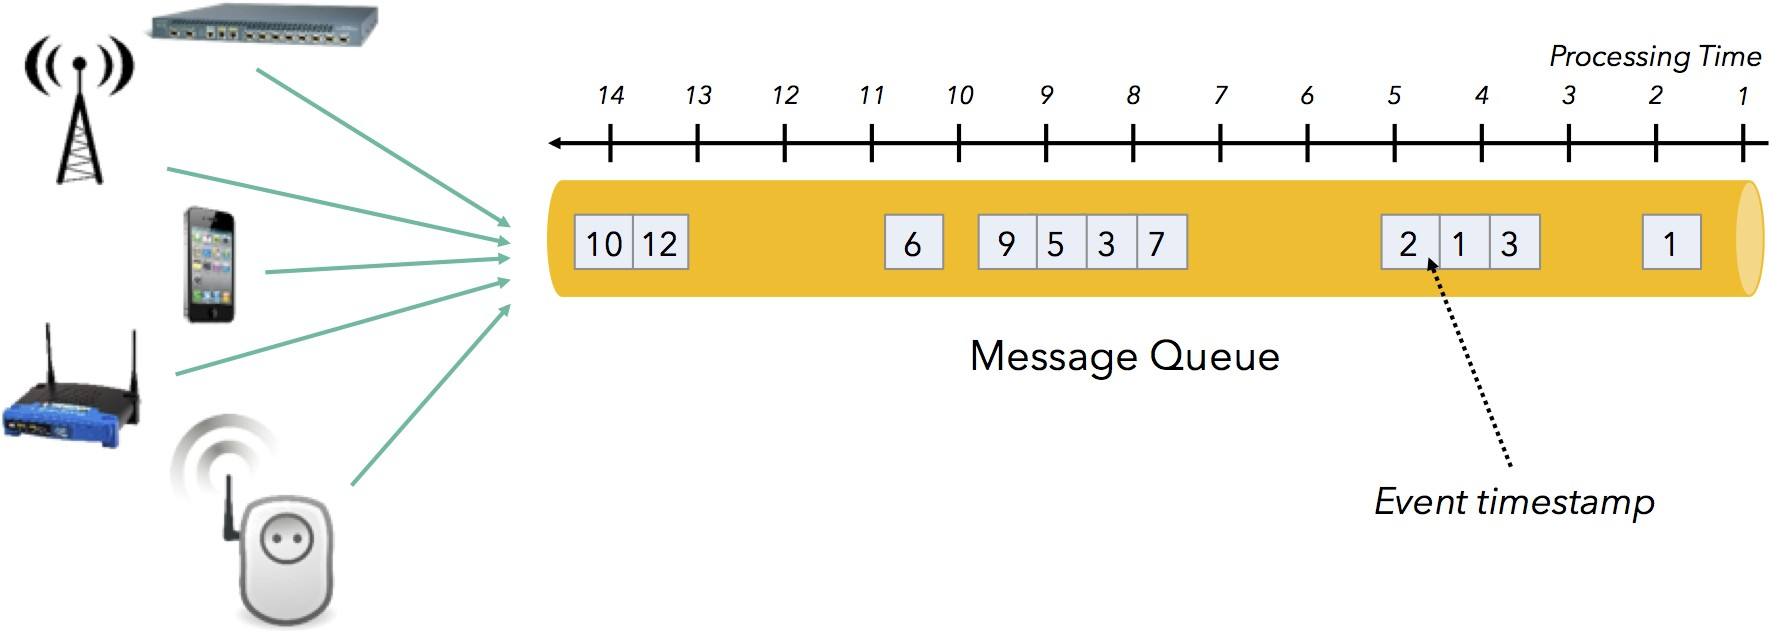 Processing Time
14 13 12 11 10 9 8 7 6 5 4 3 2 1
10 12 6 9 5 3 7 2 1 3 1
Message Queue
Event timestamp